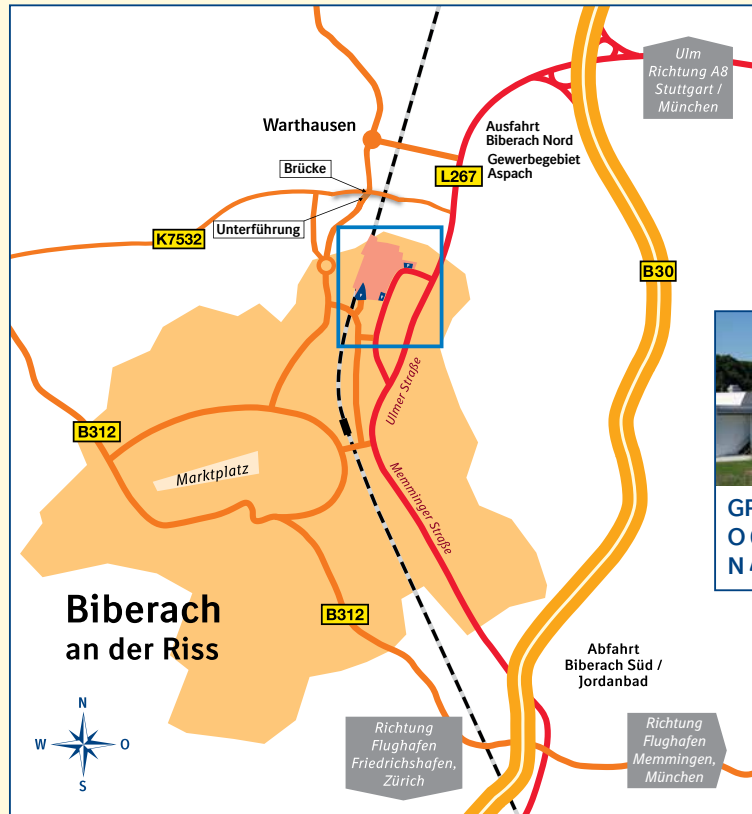 Ulm
Richtung A8
Stuttgart /
München
Warthausen
Ausfahrt
Biberach Nord
Gewerbegebiet
Aspach
Brücke
L267
Unterführung
K7532
B30
P
P
P
Ulmer Straße
B312
Marktplatz
Memminger Straße
Biberach
an der Riss
B312
Abfahrt
Biberach Süd /
Jordanbad
N
W
O
S
Richtung
Flughafen
Friedrichshafen,
Zürich
Richtung
Flughafen
Memmingen,
München
O
N